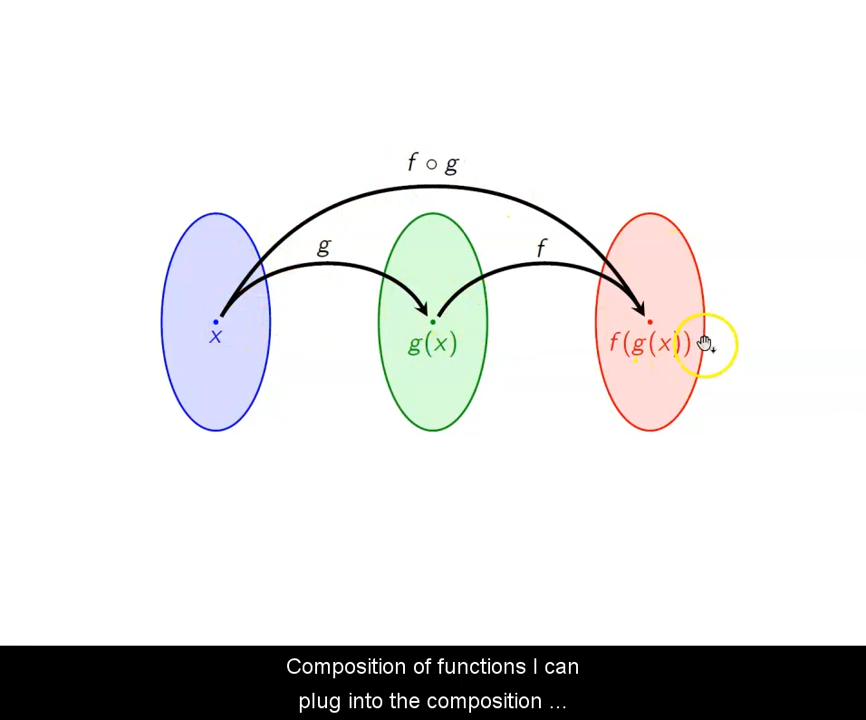 f ∘ g
g
f
x
g(x)
f(g(x))
Composition of functions I can
plug into the composition ...